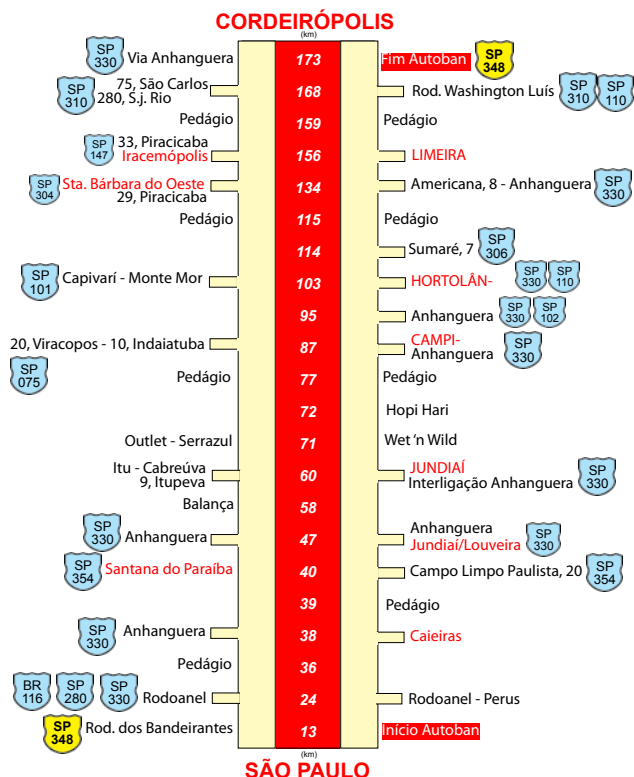 CORDEIRÓPOLIS
(km)
SP 330 Via Anhanguera 173 Fim Autoban SP 348
SP 310 75, São Carlos
280, S.j. Rio 168 Rod. Washington Luís SP 310 SP 110
Pedágio 159 Pedágio
SP 147 33, Piracicaba
Iracemópolis 156 LIMEIRA
SP 304 Sta. Bárbara do Oeste
29, Piracicaba 134 Americana, 8 - Anhanguera SP 330
Pedágio 115 Pedágio
114 Sumaré, 7 SP 306
SP 101 Capivarí - Monte Mor 103 HORTOLÂN- SP 330 SP 110
95 Anhanguera SP 330 SP 102
20, Viracopos - 10, Indaiatuba 87 CAMPI-
Anhanguera SP 330
SP 075
Pedágio 77 Pedágio
72 Hopi Hari
Outlet - Serrazul 71 Wet 'n Wild
Itu - Cabreúva
9, Itupeva 60 JUNDIAÍ
Interligação Anhanguera SP 330
Balança 58
SP 330 Anhanguera 47 Anhanguera
Jundiaí/Louveira SP 330
SP 354 Santana do Paraíba 40 Campo Limpo Paulista, 20 SP 354
39 Pedágio
SP 330 Anhanguera 38 Caieiras
Pedágio 36
BR 116 SP 280 SP 330 Rodoanel 24 Rodoanel - Perus
SP 348 Rod. dos Bandeirantes 13 Início Autoban
(km)
SÃO PAULO